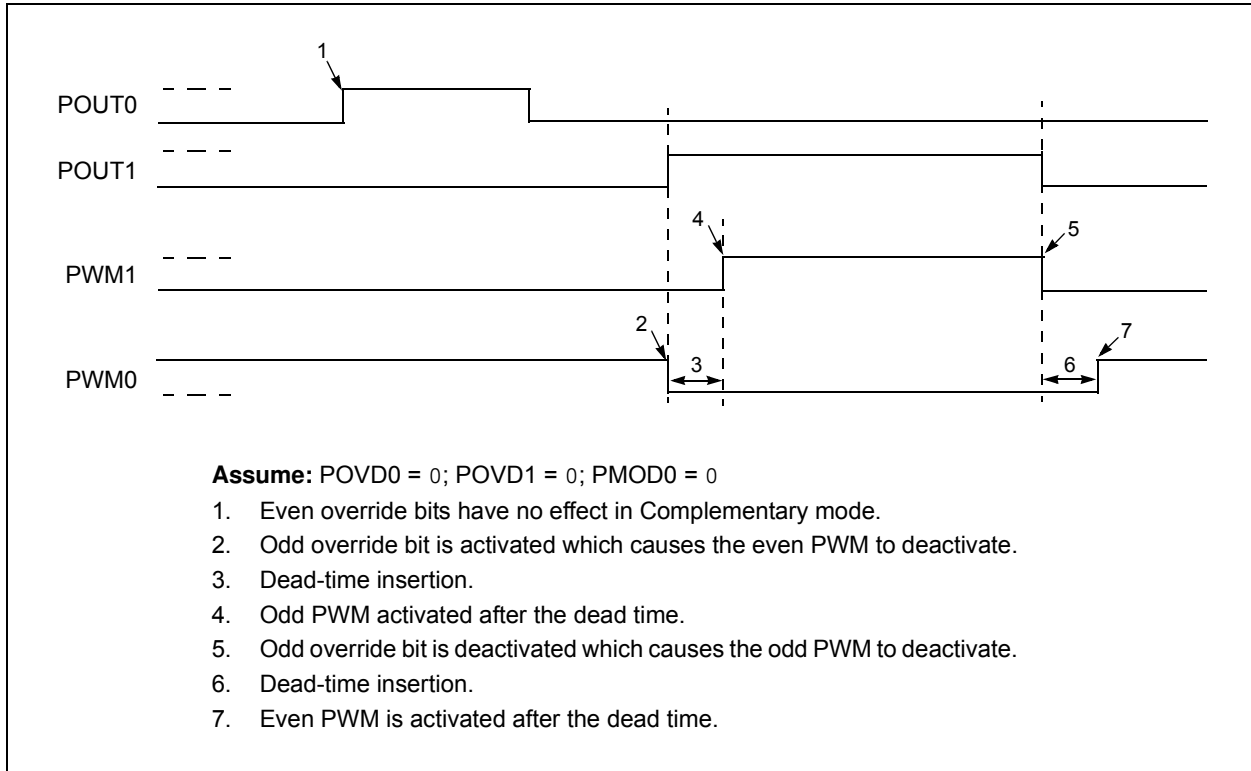 1
POUT0
POUT1
4
5
PWM1
2
7
PWM0
3
6
Assume: POVD0 = 0; POVD1 = 0; PMOD0 = 0
1. Even override bits have no effect in Complementary mode.
2. Odd override bit is activated which causes the even PWM to deactivate.
3. Dead-time insertion.
4. Odd PWM activated after the dead time.
5. Odd override bit is deactivated which causes the odd PWM to deactivate.
6. Dead-time insertion.
7. Even PWM is activated after the dead time.